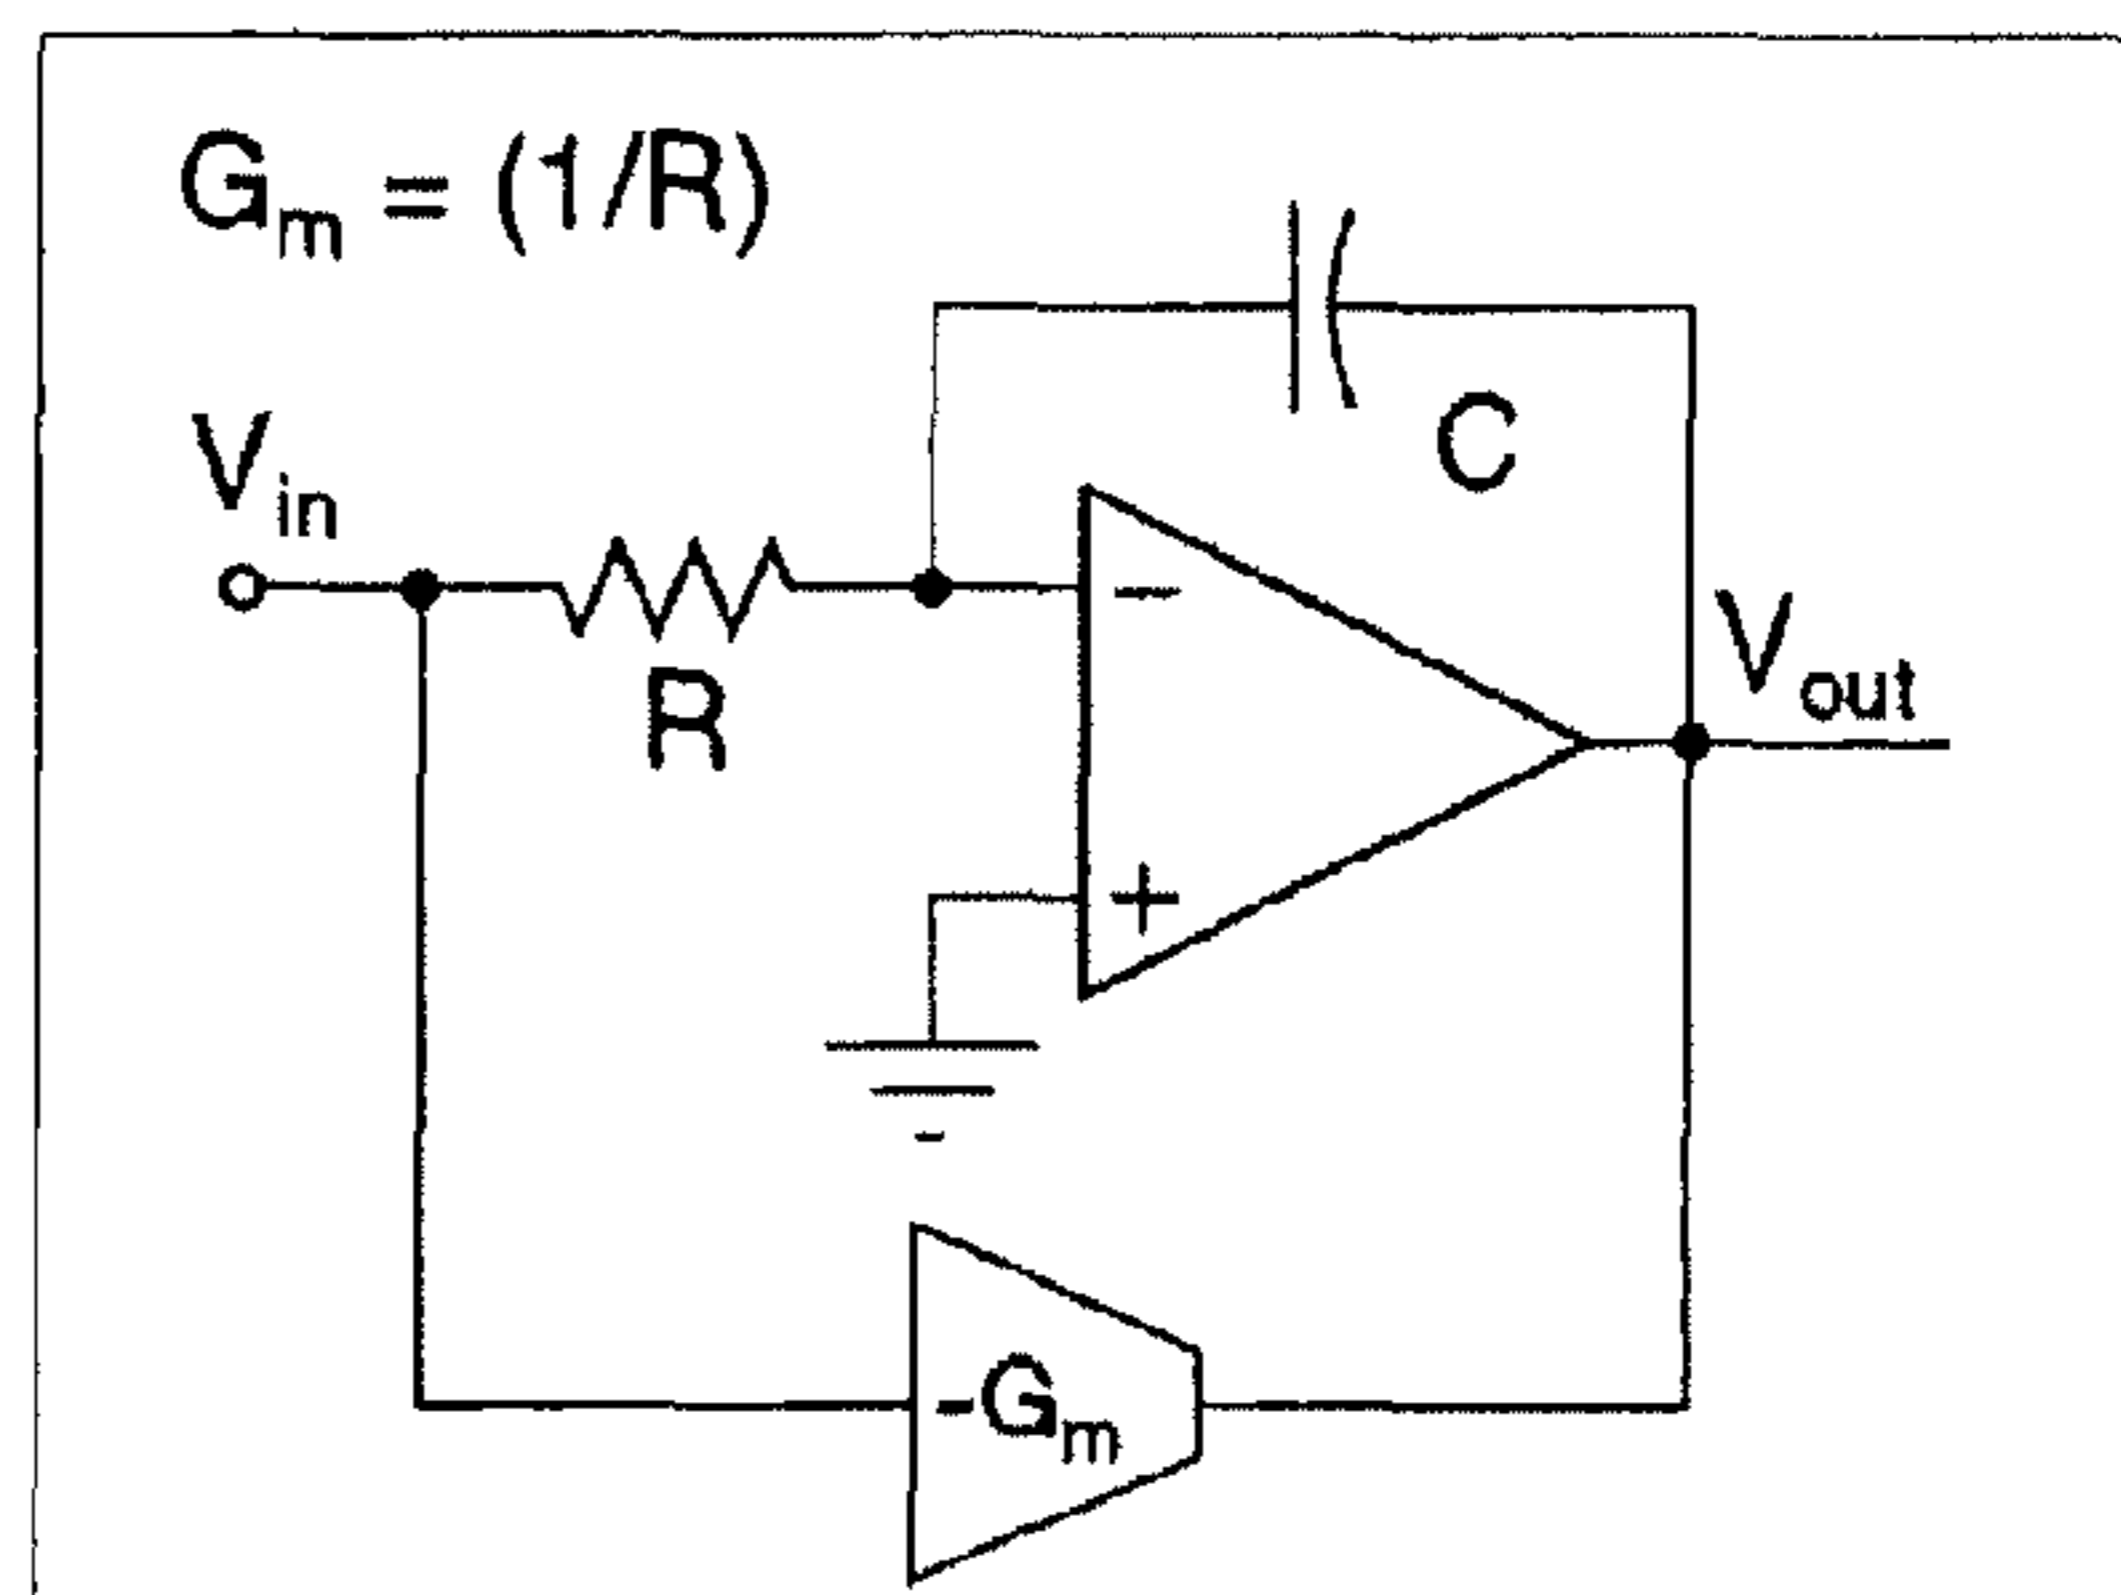 Gm = (1/R)
Vin
C
R
-
+
Vout
-Gm